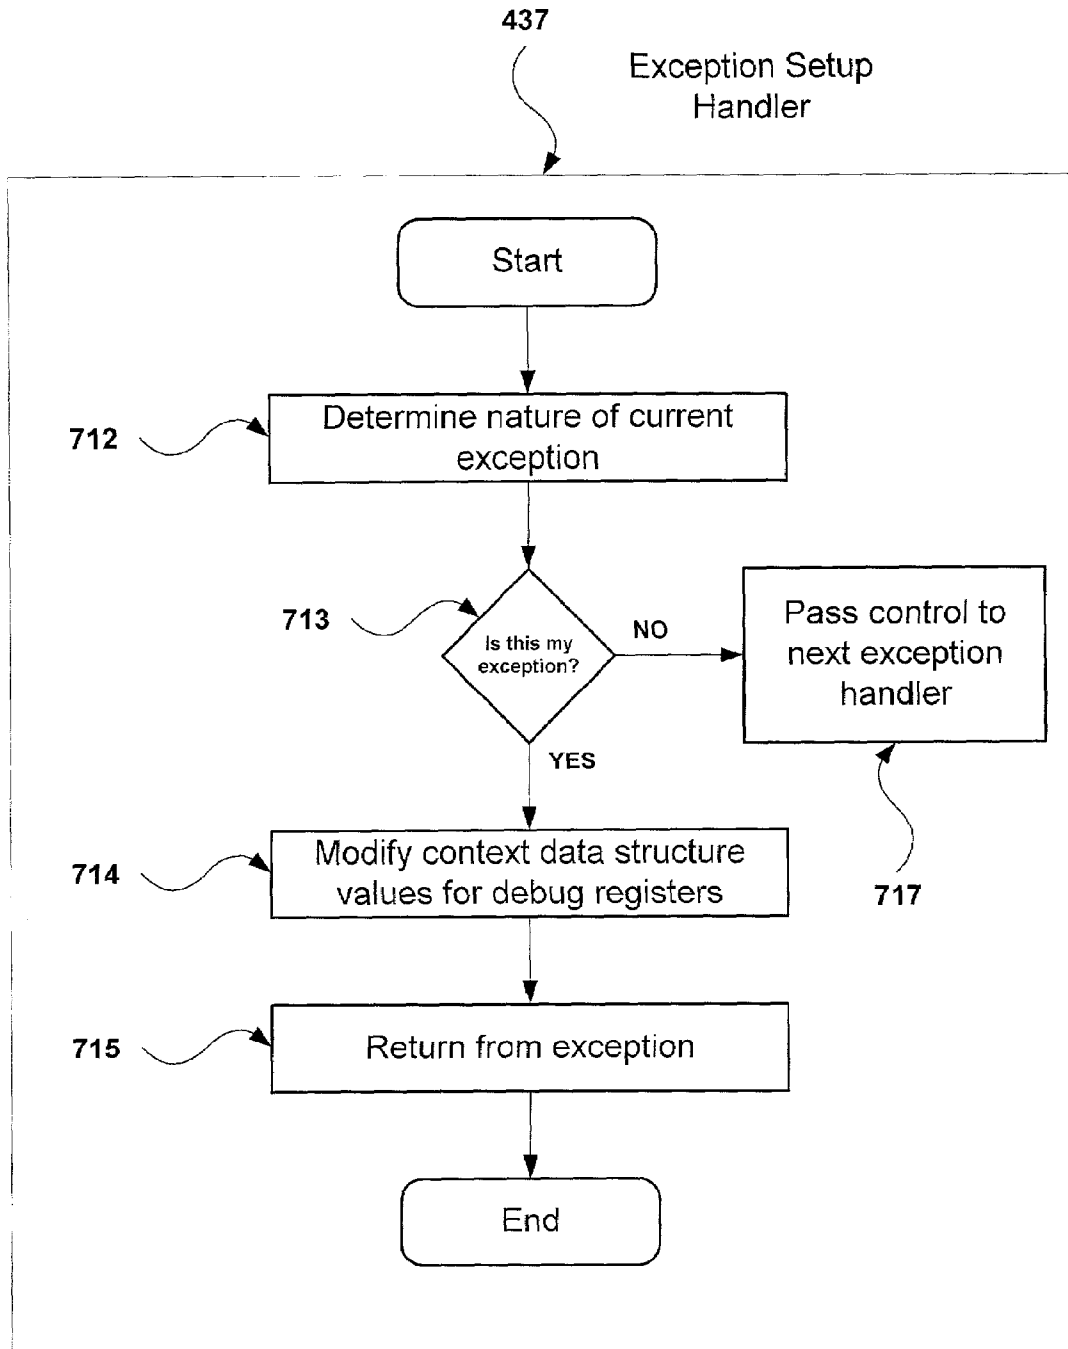 437
Exception Setup
Handler
Start
712
Determine nature of current
exception
713
Is this my
exception?
NO
Pass control to
next exception
handler
YES
717
714
Modify context data structure
values for debug registers
715
Return from exception
End